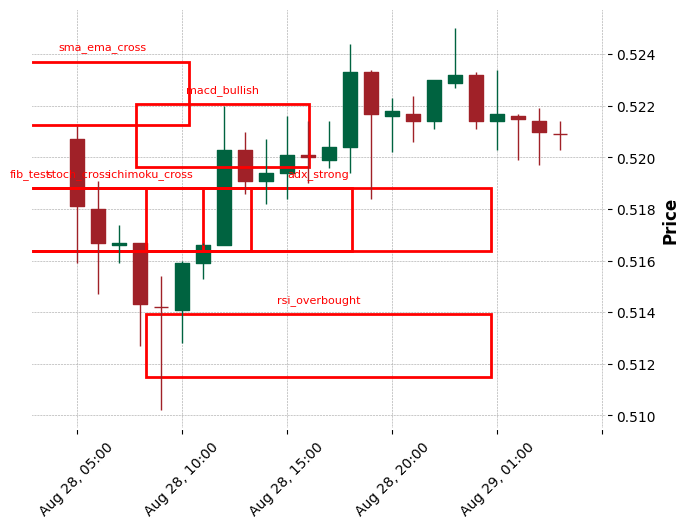 sma_ema_cross
macd_bullish
fib_test
stoch_cross
ichimoku_cross
adx_strong
rsi_overbought
0.524
0.522
0.520
0.518
0.516
0.514
0.512
0.510
Price
Aug 28, 05:00
Aug 28, 10:00
Aug 28, 15:00
Aug 28, 20:00
Aug 29, 01:00